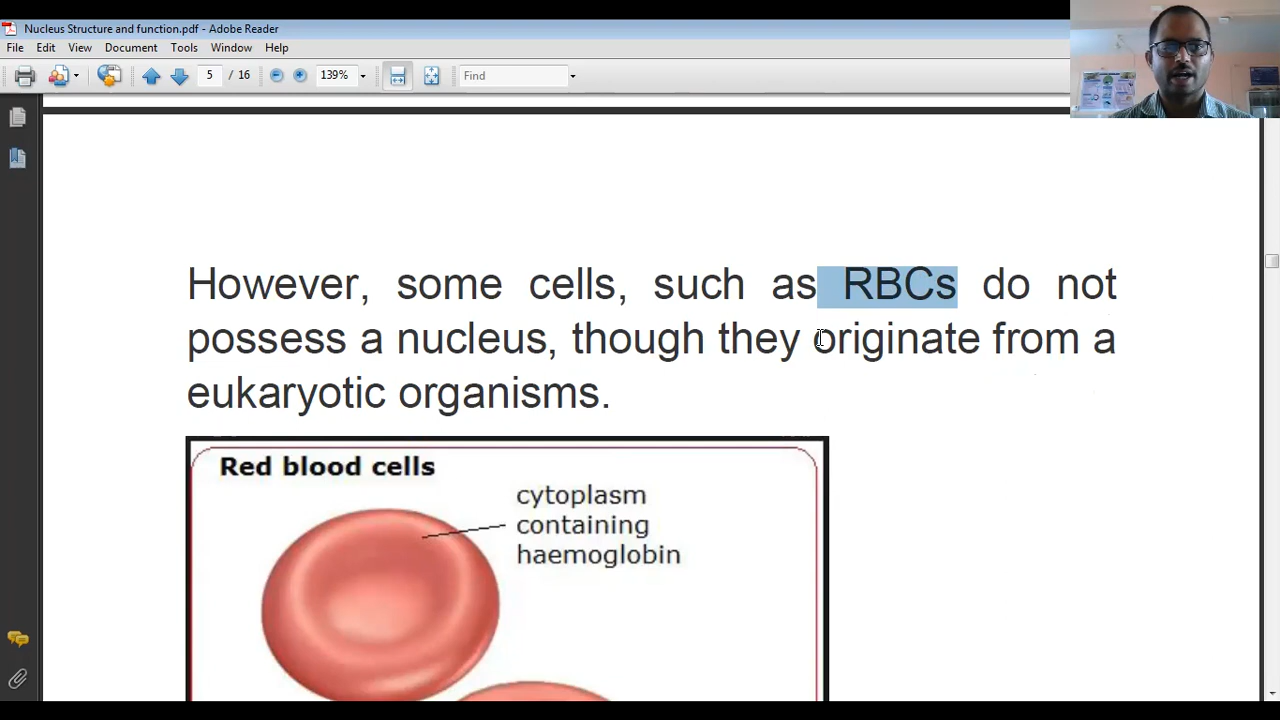 Nucleus Structure and function.pdf - Adobe Reader
File Edit View Document Tools Window Help
5 / 16 139% Find
However, some cells, such as RBCs do not
possess a nucleus, though they originate from a
eukaryotic organisms.
Red blood cells
cytoplasm
containing
haemoglobin